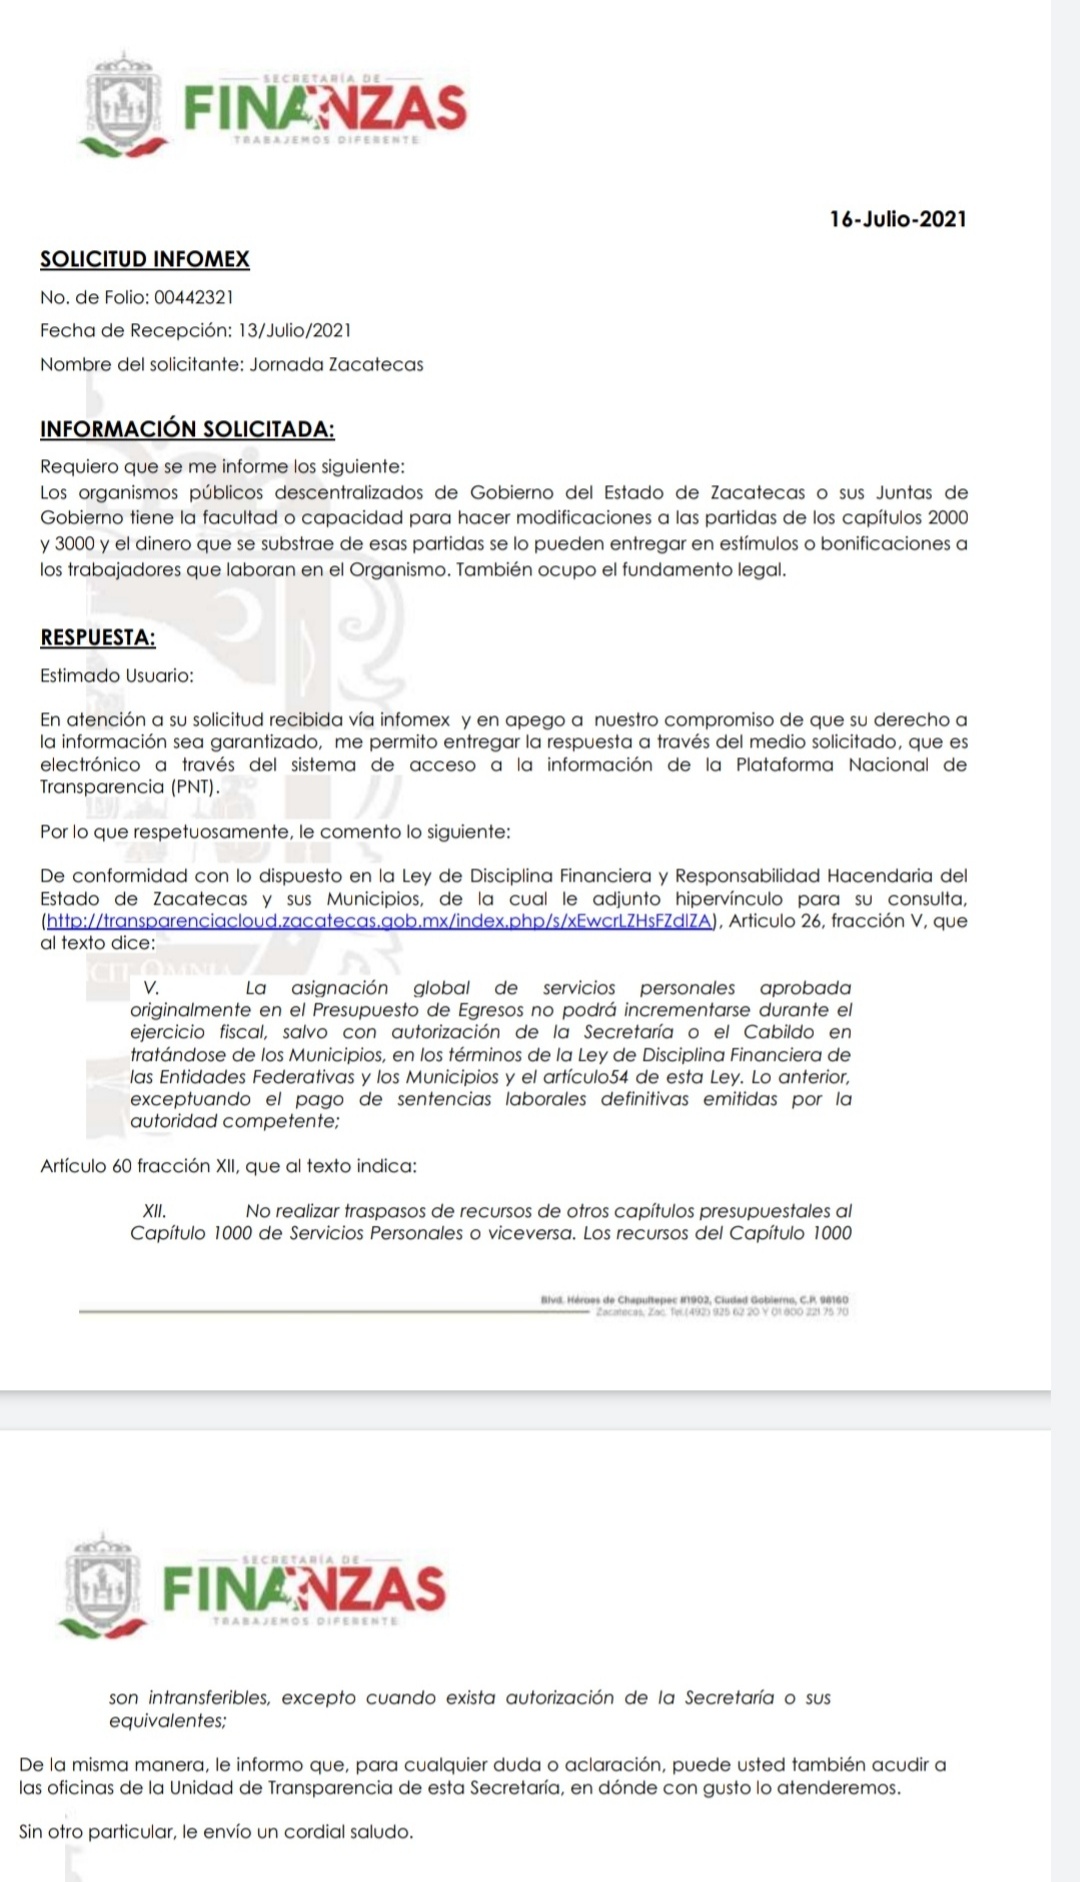 SECRETARÍA DE
FINANZAS
TRABAJEMOS DIFERENTE
16-Julio-2021
SOLICITUD INFOMEX
No. de Folio: 00442321
Fecha de Recepción: 13/Julio/2021
Nombre del solicitante: Jornada Zacatecas
INFORMACIÓN SOLICITADA:
Requiero que se me informe los siguiente:
Los organismos públicos descentralizados de Gobierno del Estado de Zacatecas o sus Juntas de
Gobierno tiene la facultad o capacidad para hacer modificaciones a las partidas de los capítulos 2000
y 3000 y el dinero que se substrae de esas partidas se lo pueden entregar en estímulos o bonificaciones a
los trabajadores que laboran en el Organismo. También ocupo el fundamento legal.
RESPUESTA:
Estimado Usuario:
En atención a su solicitud recibida vía infomex y en apego a nuestro compromiso de que su derecho a
la información sea garantizado, me permito entregar la respuesta a través del medio solicitado, que es
electrónico a través del sistema de acceso a la información de la Plataforma Nacional de
Transparencia (PNT).
Por lo que respetuosamente, le comento lo siguiente:
De conformidad con lo dispuesto en la Ley de Disciplina Financiera y Responsabilidad Hacendaria del
Estado de Zacatecas y sus Municipios, de la cual le adjunto hipervínculo para su consulta,
(http://transparenciacloud.zacatecas.gob.mx/index.php/s/xEwcrLZHsFZdIZA), Articulo 26, fracción V, que
al texto dice:
V. La asignación global de servicios personales aprobada
originalmente en el Presupuesto de Egresos no podrá incrementarse durante el
ejercicio fiscal, salvo con autorización de la Secretaría o el Cabildo en
tratándose de los Municipios, en los términos de la Ley de Disciplina Financiera de
las Entidades Federativas y los Municipios y el artículo54 de esta Ley. Lo anterior,
exceptuando el pago de sentencias laborales definitivas emitidas por la
autoridad competente;
Artículo 60 fracción XII, que al texto indica:
XII. No realizar traspasos de recursos de otros capítulos presupuestales al
Capítulo 1000 de Servicios Personales o viceversa. Los recursos del Capítulo 1000
Blvd. Héroes de Chapultepec #1902, Ciudad Gobierno, C.P. 98160
Zacatecas, Zac. Tel.(492) 925 62 20 Y 01 800 221 75 70
SECRETARÍA DE
FINANZAS
TRABAJEMOS DIFERENTE
son intransferibles, excepto cuando exista autorización de la Secretaría o sus
equivalentes;
De la misma manera, le informo que, para cualquier duda o aclaración, puede usted también acudir a
las oficinas de la Unidad de Transparencia de esta Secretaría, en dónde con gusto lo atenderemos.
Sin otro particular, le envío un cordial saludo.